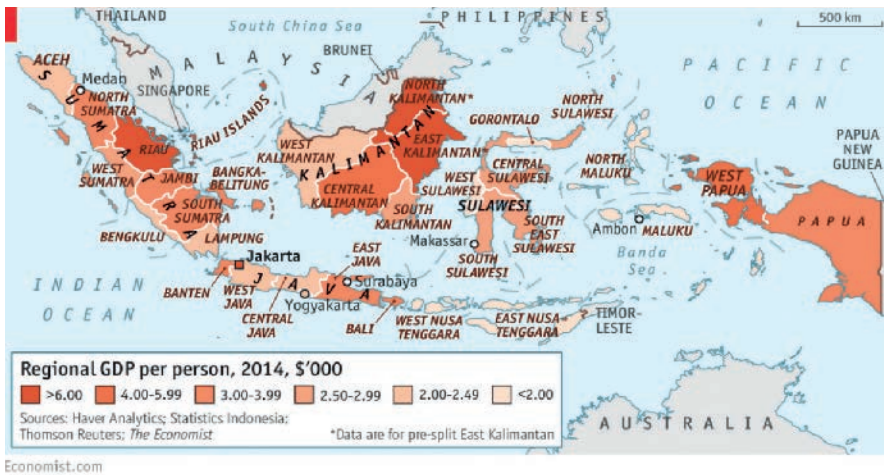 THAILAND
South China Sea
PHILIPPINES
500 km
BRUNEI
MALAYSIA
PACIFIC
OCEAN
ACEH
Medan
SINGAPORE
NORTH
SUMATRA
RIAU ISLANDS
RIAU
SUMATRA
WEST
SUMATRA
JAMBI
BANGKA-
BELITUNG
SOUTH
SUMATRA
BENGKULU
LAMPUNG
NORTH
KALIMANTAN*
WEST
KALIMANTAN
KALIMANTAN
EAST
KALIMANTAN*
CENTRAL
KALIMANTAN
SOUTH
KALIMANTAN
GORONTALO
NORTH
SULAWESI
CENTRAL
SULAWESI
WEST
SULAWESI
SULAWESI
SOUTH
EAST
SULAWESI
Makassar
SOUTH
SULAWESI
NORTH
MALUKU
Ambon
MALUKU
Banda
Sea
WEST
PAPUA
PAPUA
PAPUA
NEW
GUINEA
INDIAN
OCEAN
Jakarta
BANTEN
WEST
JAVA
JAVA
CENTRAL
JAVA
Yogyakarta
EAST
JAVA
Surabaya
BALI
WEST NUSA
TENGGARA
EAST NUSA
TENGGARA
TIMOR-
LESTE
AUSTRALIA
Regional GDP per person, 2014, $'000
>6.00 4.00-5.99 3.00-3.99 2.50-2.99 2.00-2.49 <2.00
Sources: Haver Analytics; Statistics Indonesia;
Thomson Reuters; The Economist
*Data are for pre-split East Kalimantan
Economist.com